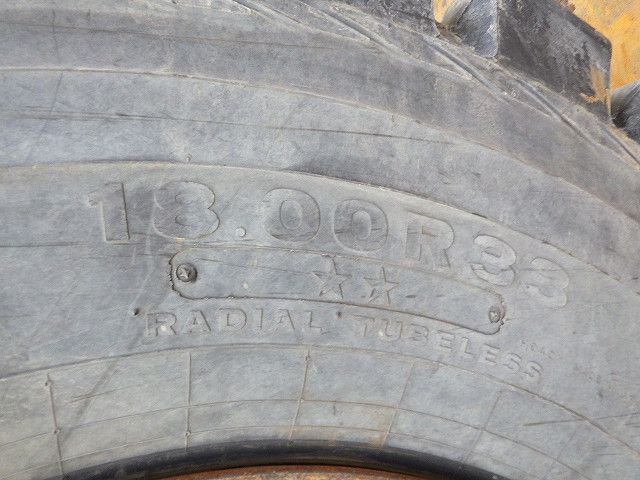 18.00R33
★★
RADIAL TUBELESS